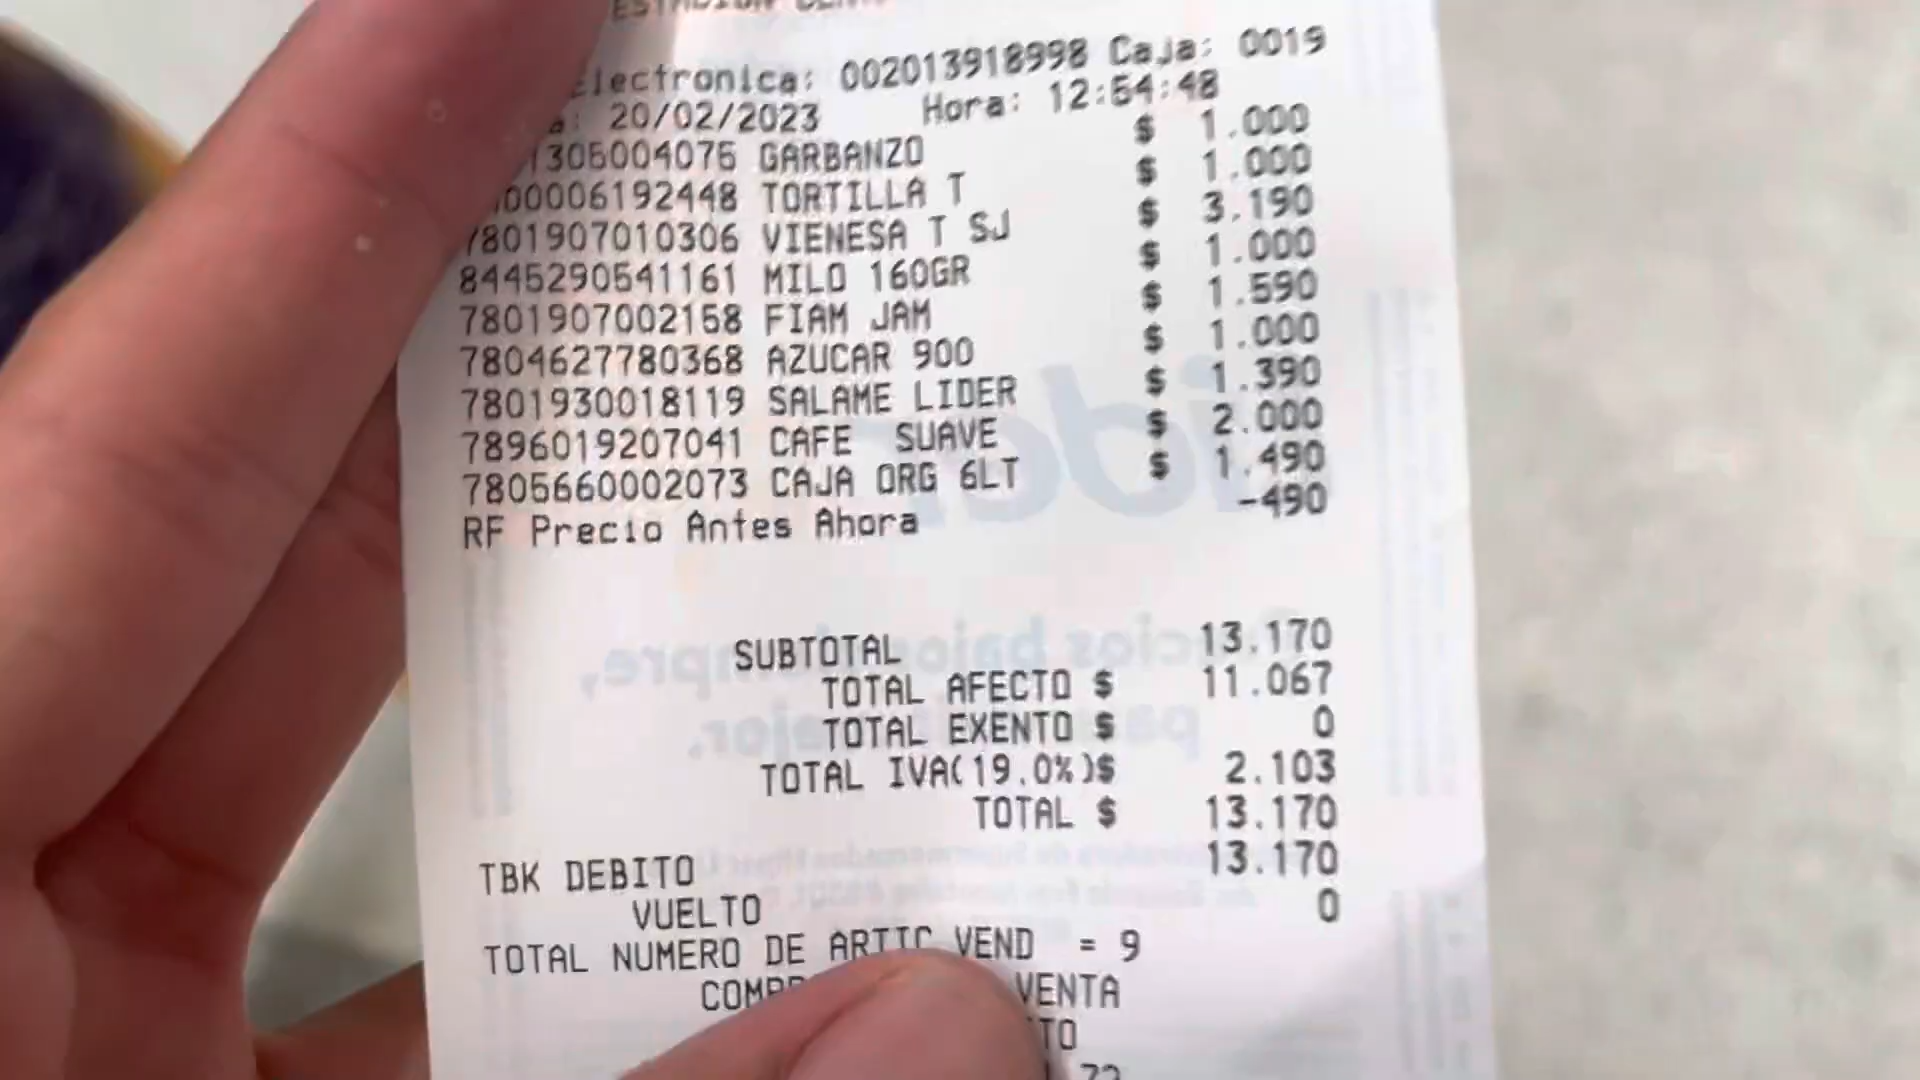 Electronica: 002013918998 Caja: 0019
a: 20/02/2023 Hora: 12:54:48
1305004075 GARBANZO $ 1.000
00006192448 TORTILLA T $ 1.000
7801907010306 VIENESA T SJ $ 3.190
8445290541161 MILO 160GR $ 1.000
7801907002158 FIAM JAM $ 1.590
7804627780368 AZUCAR 900 $ 1.000
7801930018119 SALAME LIDER $ 1.390
7896019207041 CAFE SUAVE $ 2.000
7805660002073 CAJA ORG 6LT $ 1.490
RF Precio Antes Ahora -490
SUBTOTAL 13.170
TOTAL AFECTO $ 11.067
TOTAL EXENTO $ 0
TOTAL IVA(19.0%)$ 2.103
TOTAL $ 13.170
TBK DEBITO 13.170
VUELTO 0
TOTAL NUMERO DE ARTIC VEND = 9
VENTA